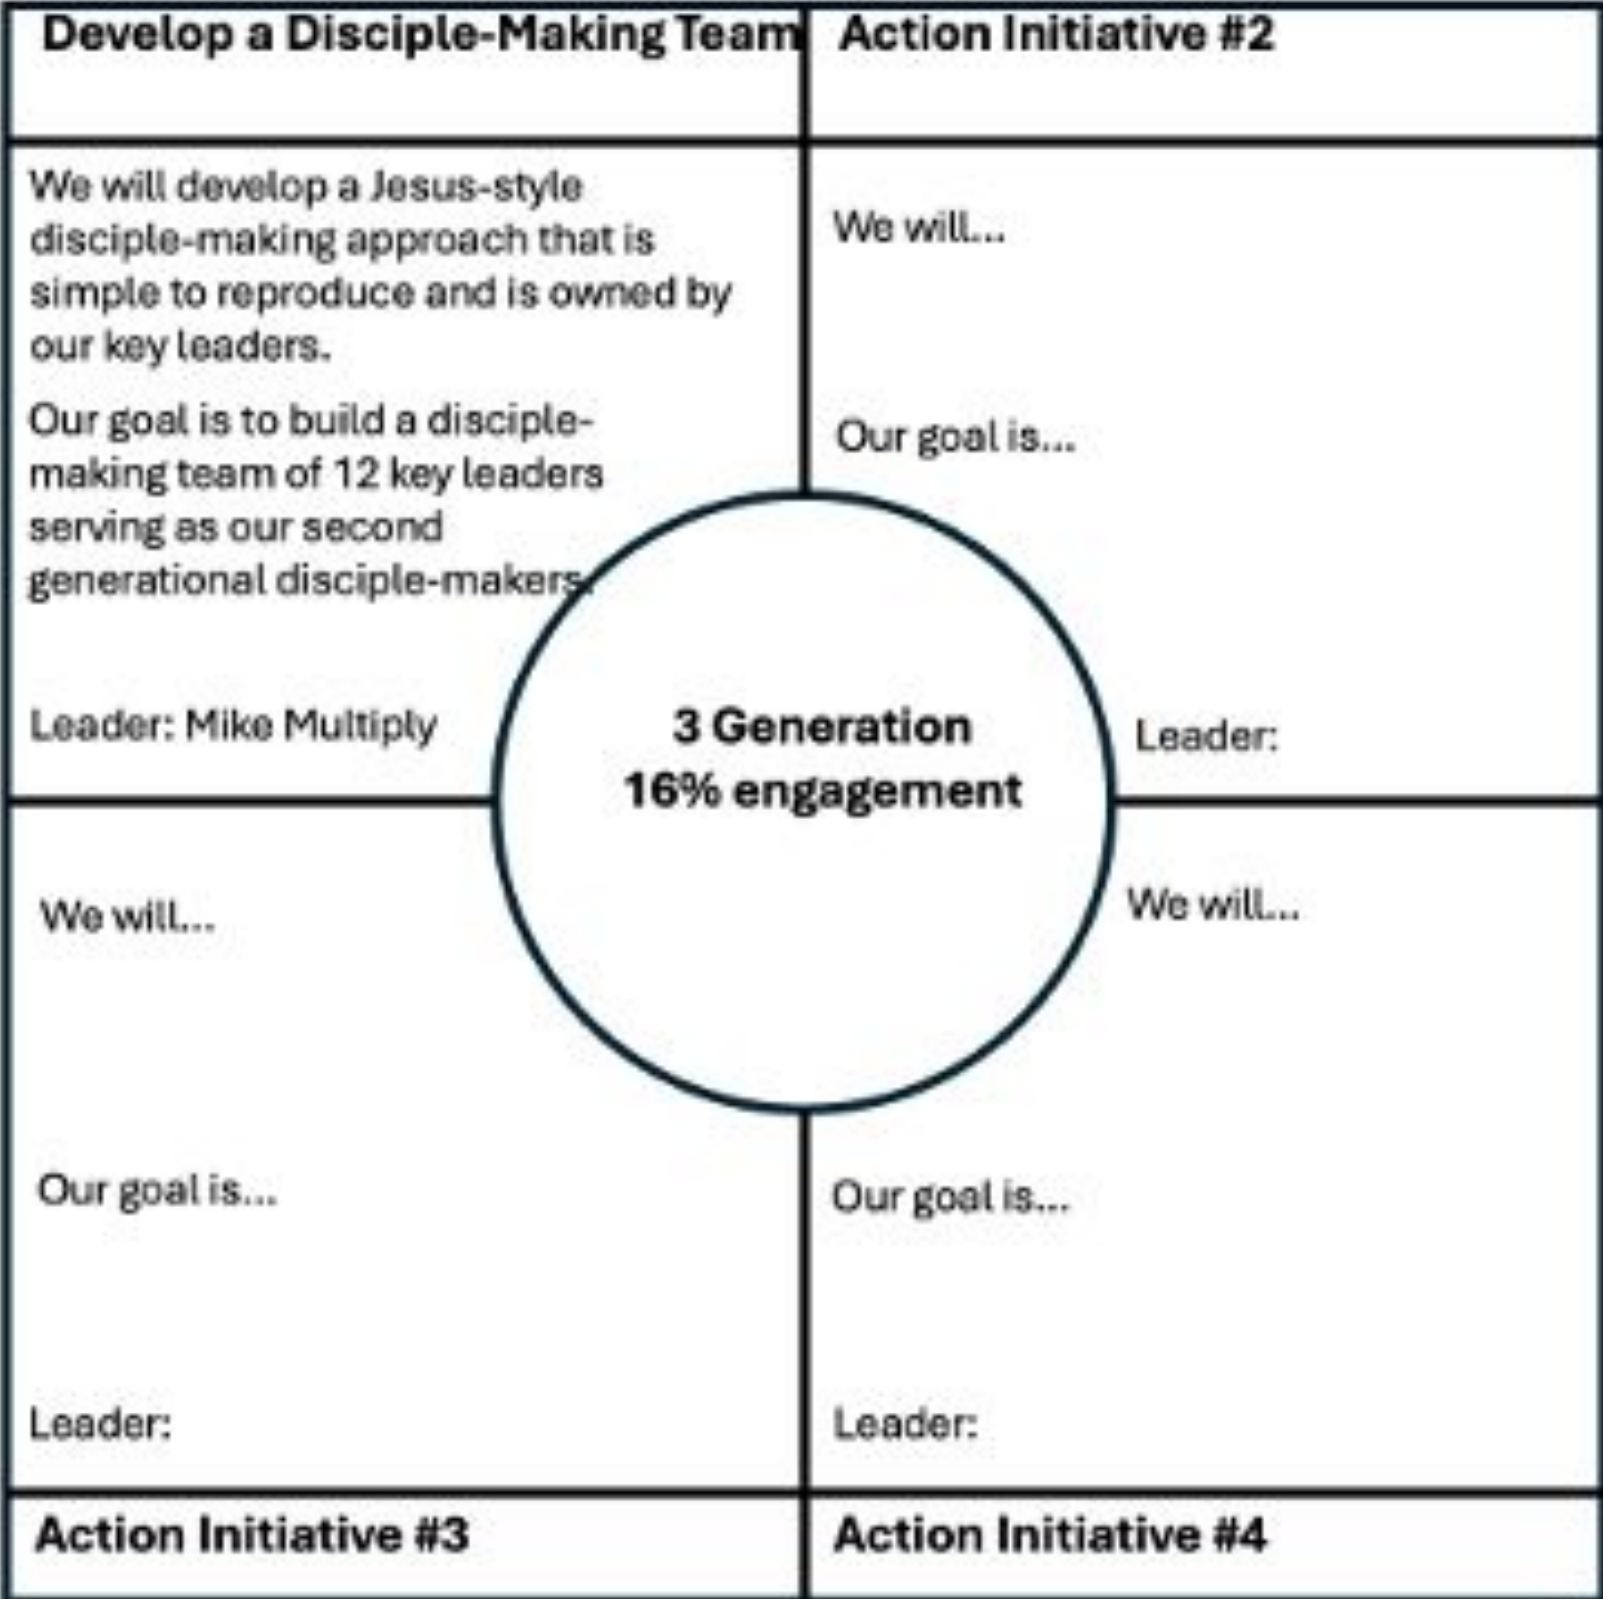 Develop a Disciple-Making Team
Action Initiative #2
We will develop a Jesus-style
disciple-making approach that is
simple to reproduce and is owned by
our key leaders.
Our goal is to build a disciple-
making team of 12 key leaders
serving as our second
generational disciple-makers.
Leader: Mike Multiply
We will...
Our goal is...
Leader:
3 Generation
16% engagement
We will...
Our goal is...
Leader:
Action Initiative #3
We will...
Our goal is...
Leader:
Action Initiative #4